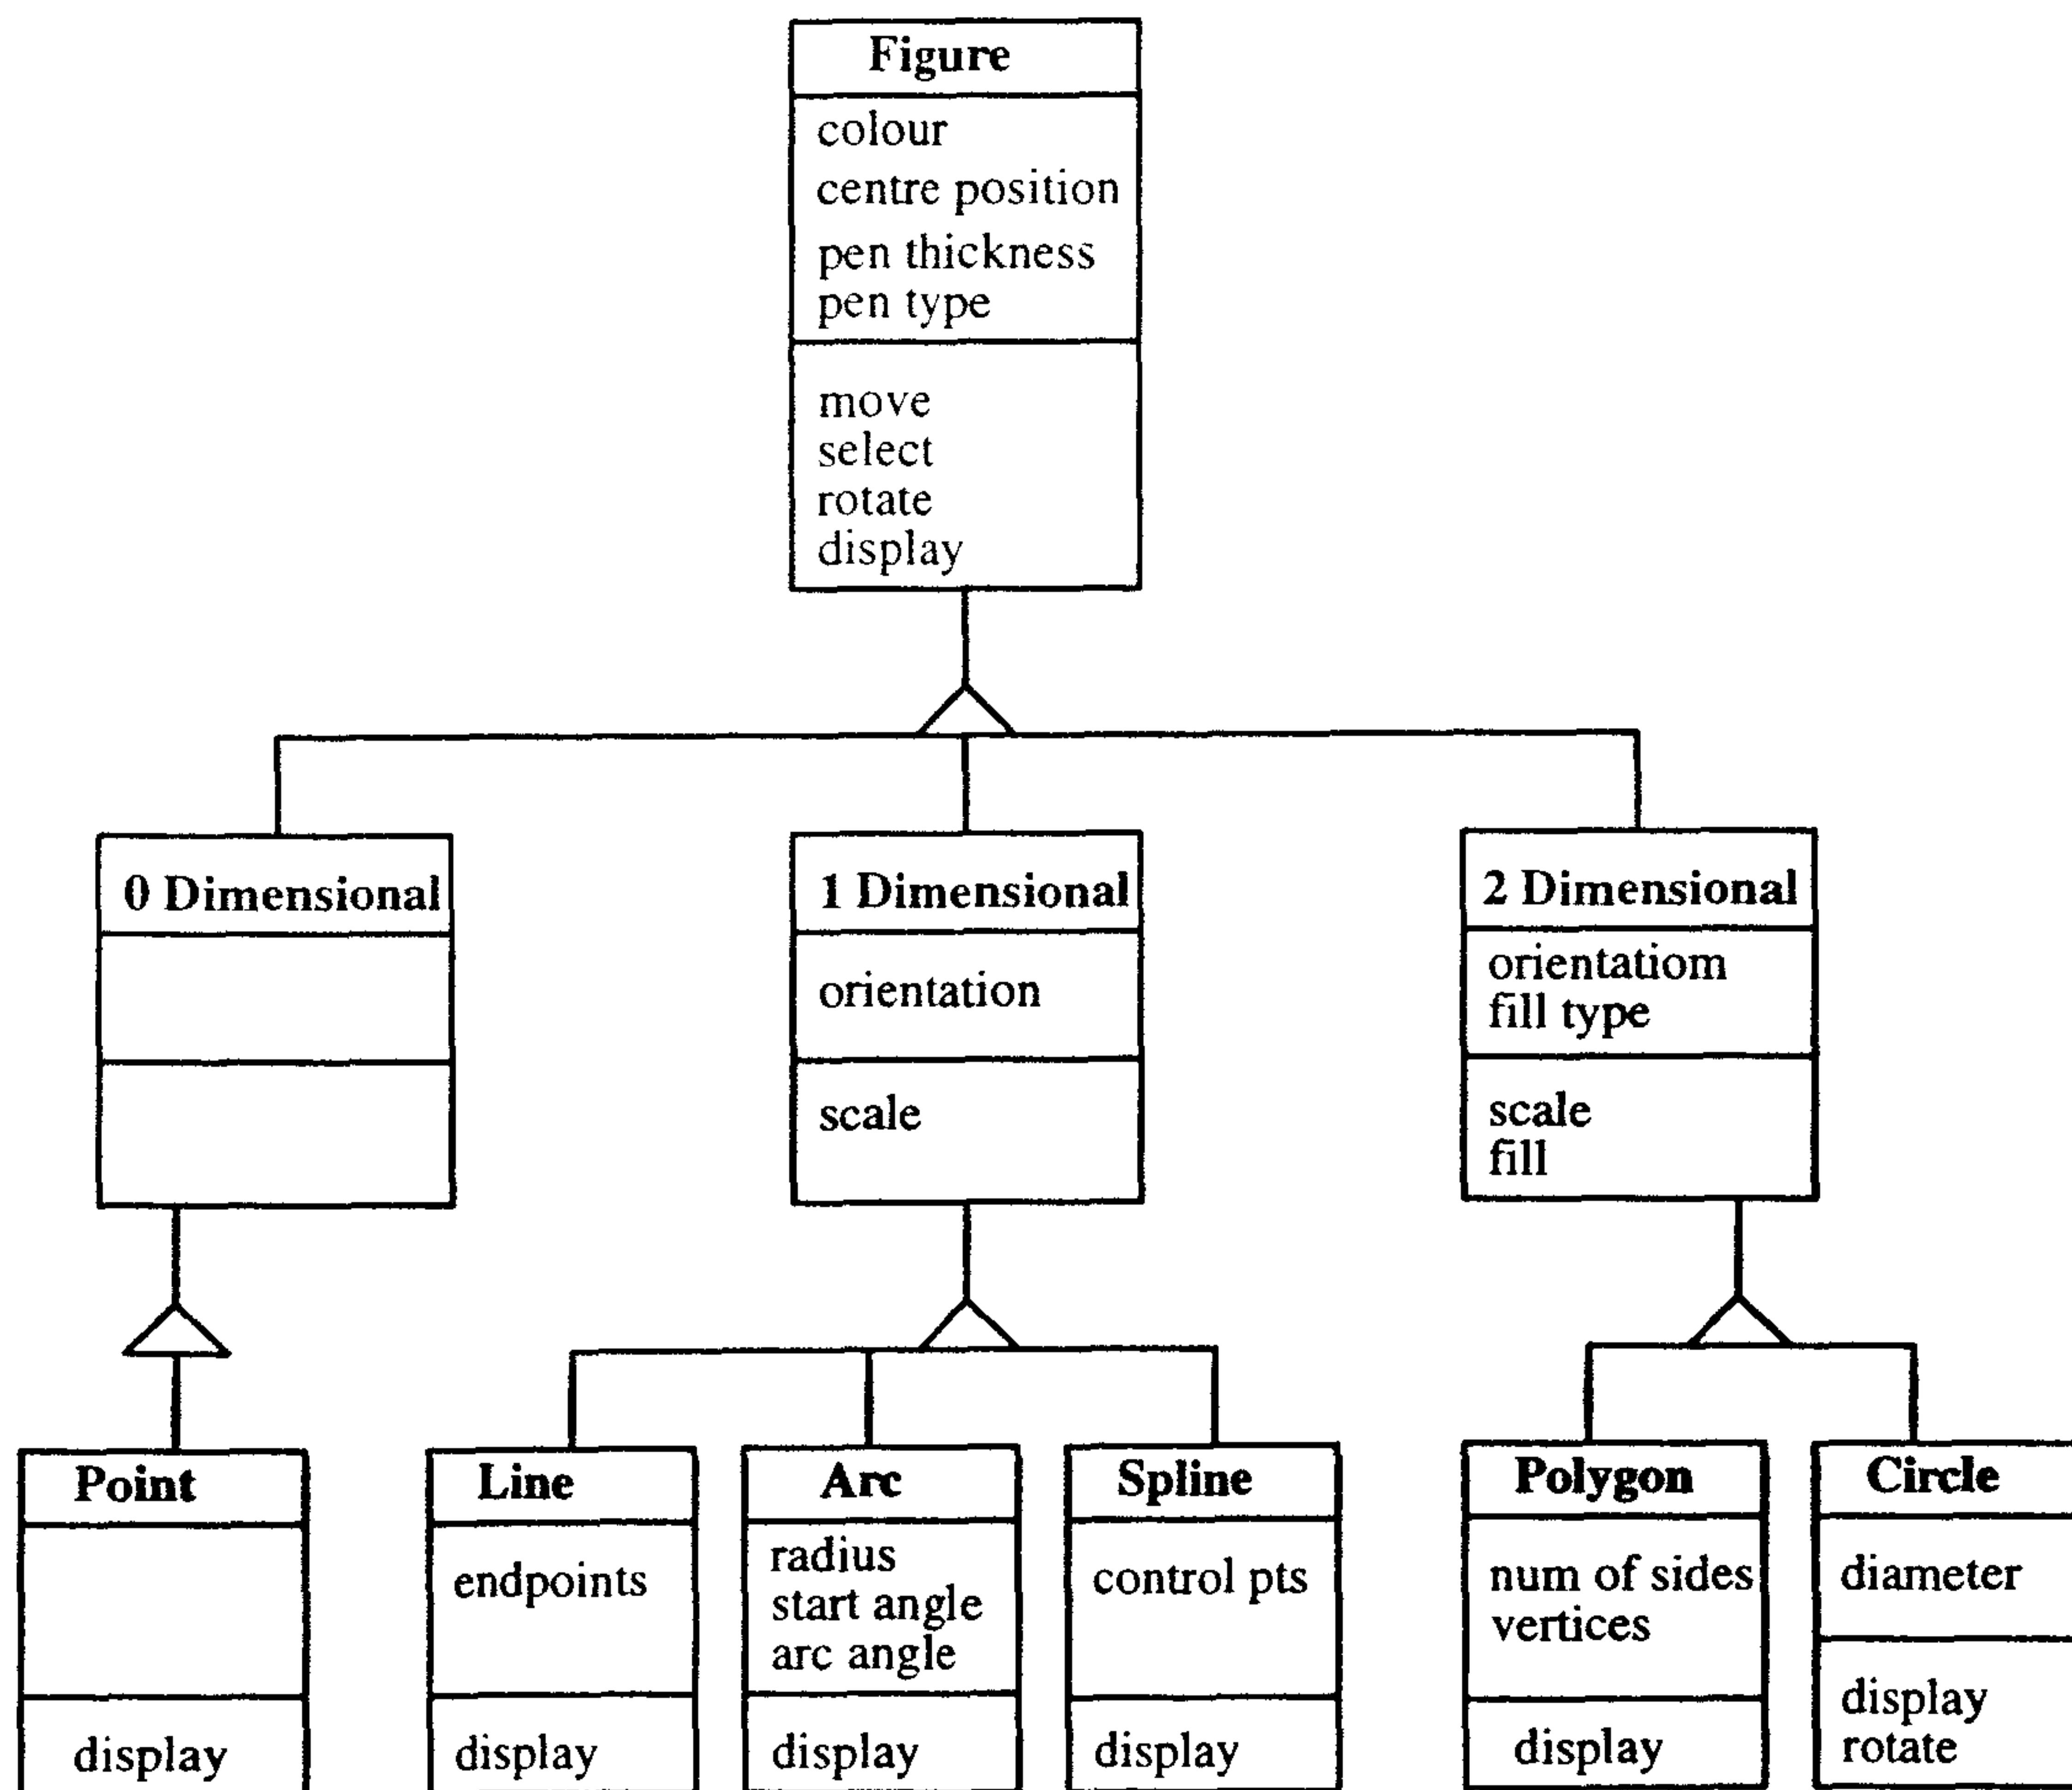 Figure
colour
centre position
pen thickness
pen type
move
select
rotate
display
0 Dimensional
1 Dimensional
orientation
scale
2 Dimensional
orientatiom
fill type
scale
fill
Point
display
Line
endpoints
display
Arc
radius
start angle
arc angle
display
Spline
control pts
display
Polygon
num of sides
vertices
display
Circle
diameter
display
rotate